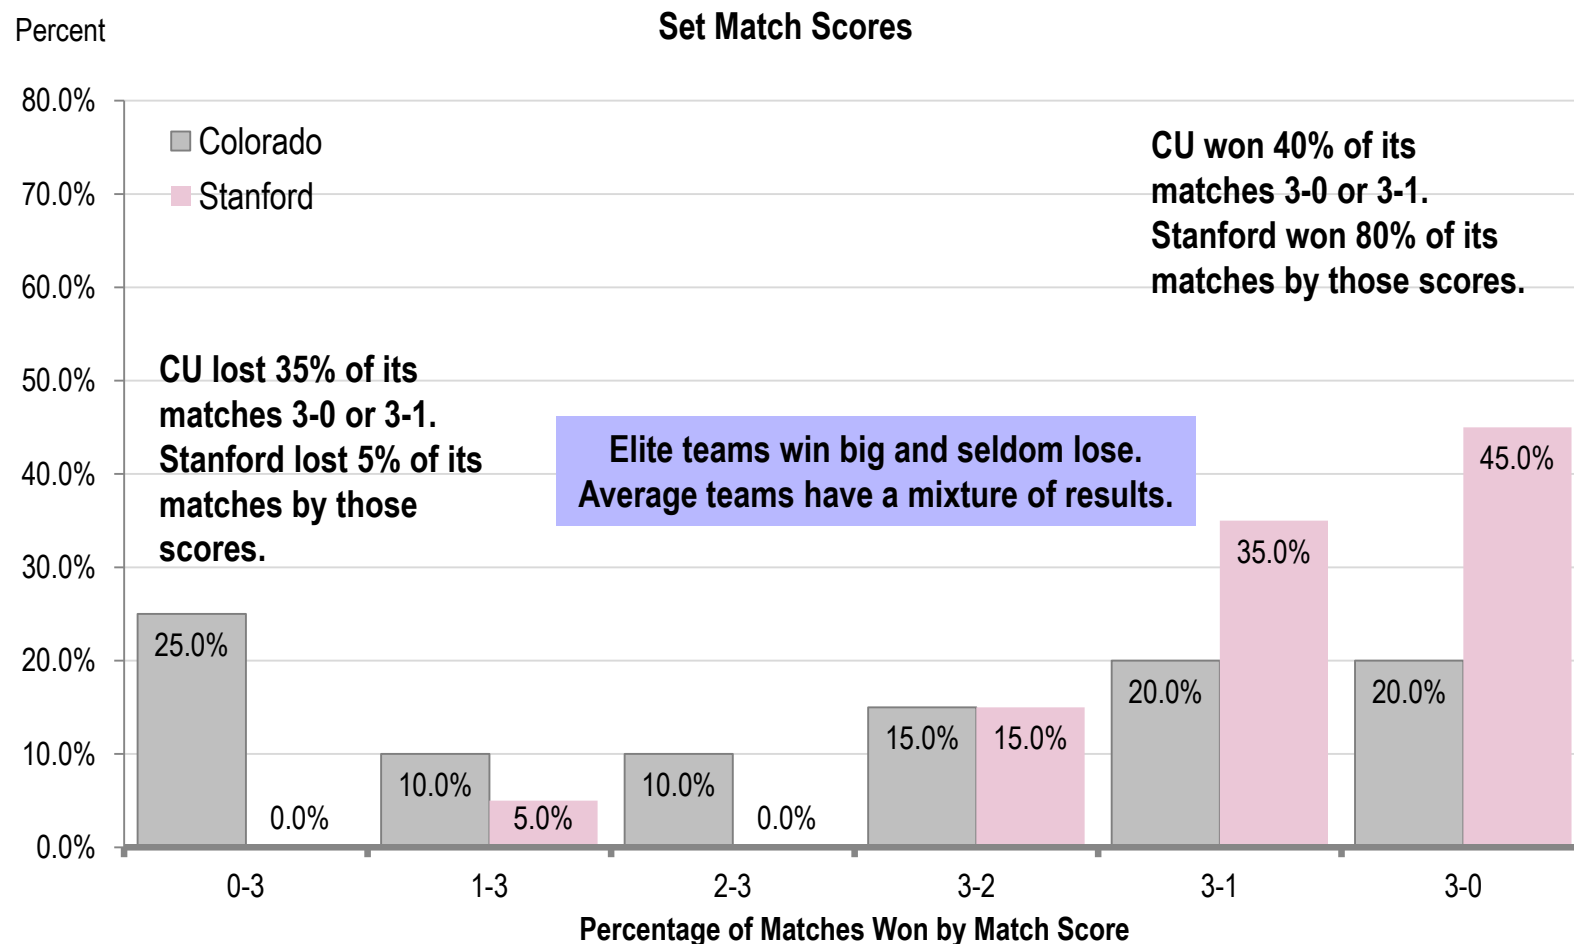 Set Match Scores
Percent
80.0%
70.0%
60.0%
50.0%
40.0%
30.0%
20.0%
10.0%
0.0%
Colorado
Stanford
CU won 40% of its
matches 3-0 or 3-1.
Stanford won 80% of its
matches by those scores.
CU lost 35% of its
matches 3-0 or 3-1.
Stanford lost 5% of its
matches by those
scores.
Elite teams win big and seldom lose.
Average teams have a mixture of results.
25.0%
0.0%
10.0%
5.0%
10.0%
0.0%
15.0%
15.0%
20.0%
35.0%
20.0%
45.0%
0-3
1-3
2-3
3-2
3-1
3-0
Percentage of Matches Won by Match Score